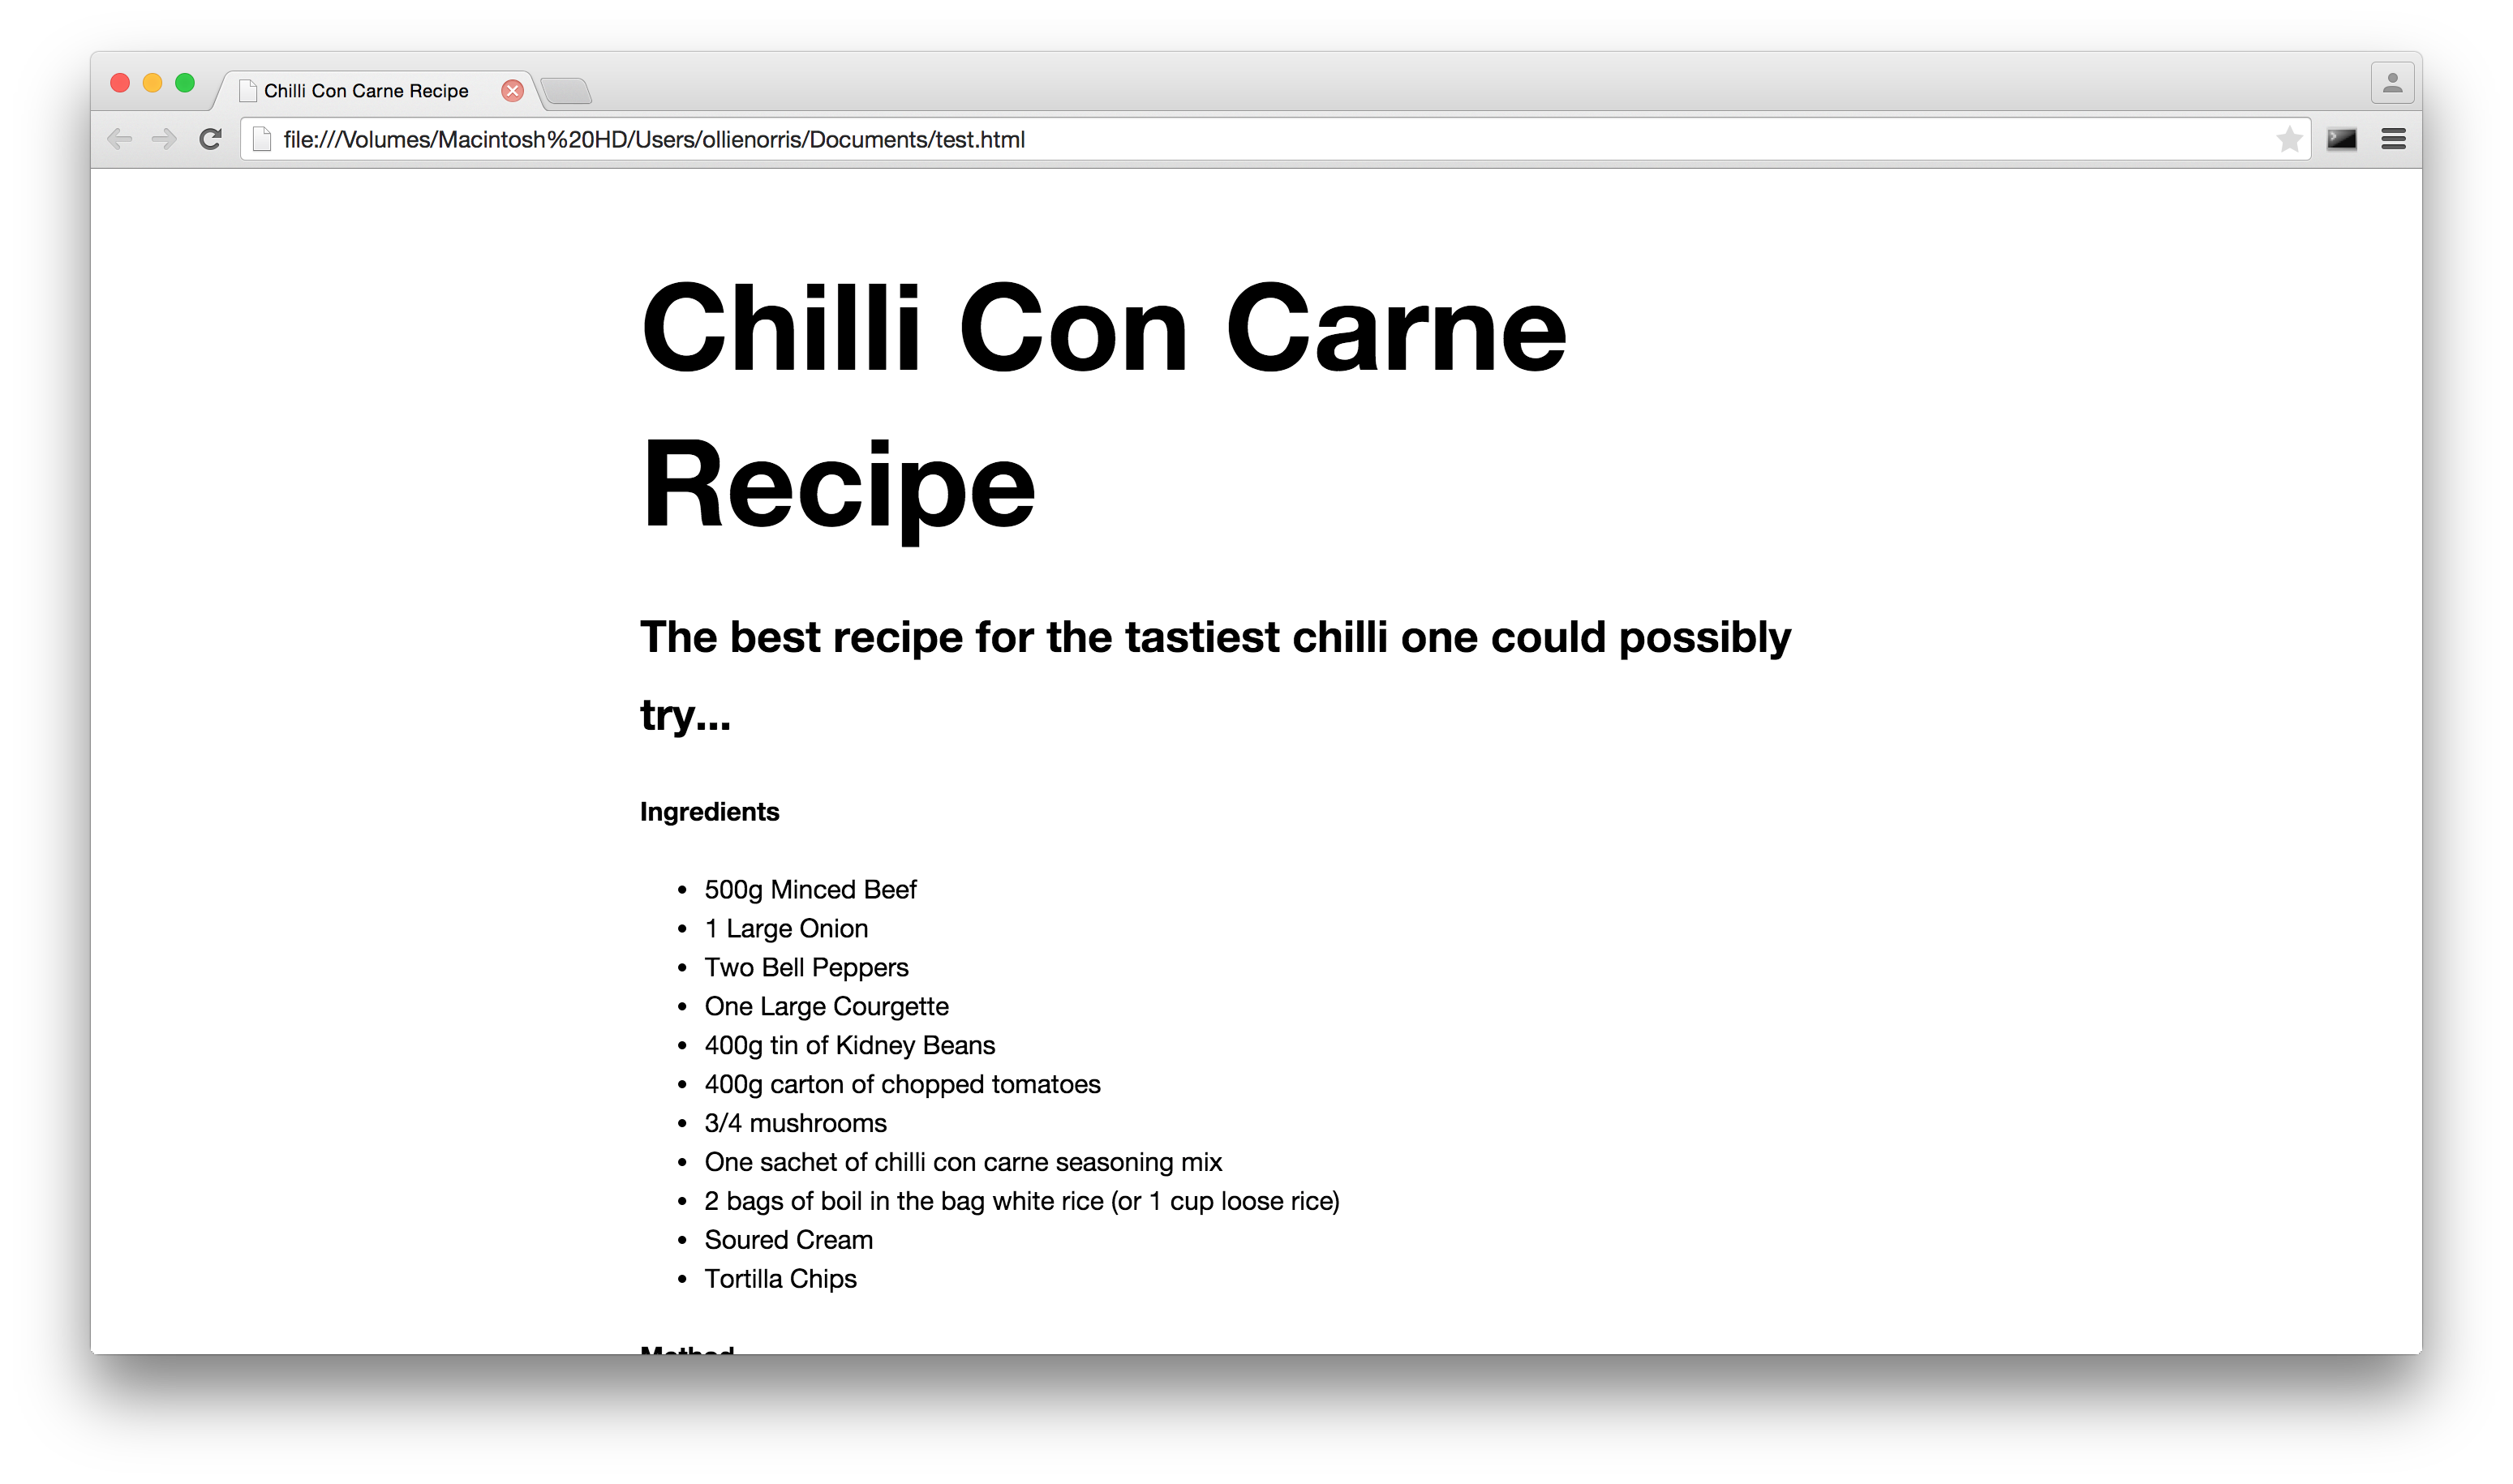 Chilli Con Carne Recipe
file:///Volumes/Macintosh%20HD/Users/ollienorris/Documents/test.html
Chilli Con Carne
Recipe
The best recipe for the tastiest chilli one could possibly
try...
Ingredients
• 500g Minced Beef
• 1 Large Onion
• Two Bell Peppers
• One Large Courgette
• 400g tin of Kidney Beans
• 400g carton of chopped tomatoes
• 3/4 mushrooms
• One sachet of chilli con carne seasoning mix
• 2 bags of boil in the bag white rice (or 1 cup loose rice)
• Soured Cream
• Tortilla Chips
Method